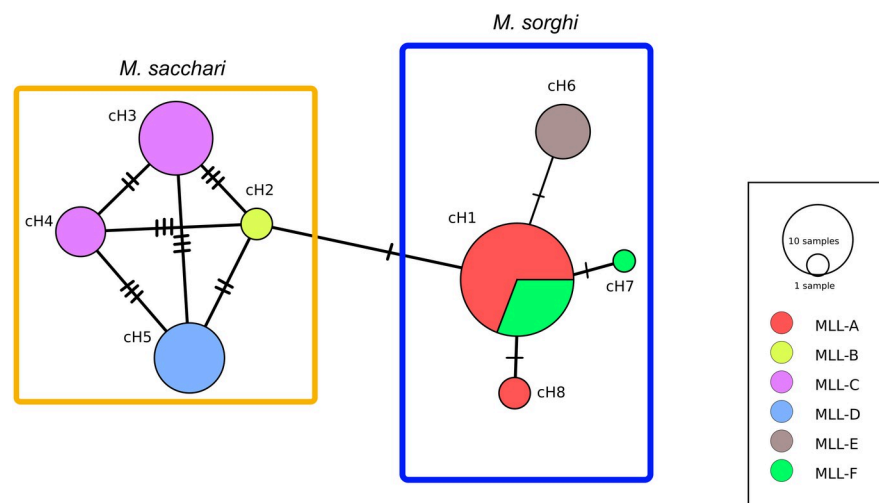 M. sorghi
M. sacchari
cH3
cH6
cH2
cH4
cH1
cH5
cH7
cH8
10 samples
1 sample
MLL-A
MLL-B
MLL-C
MLL-D
MLL-E
MLL-F